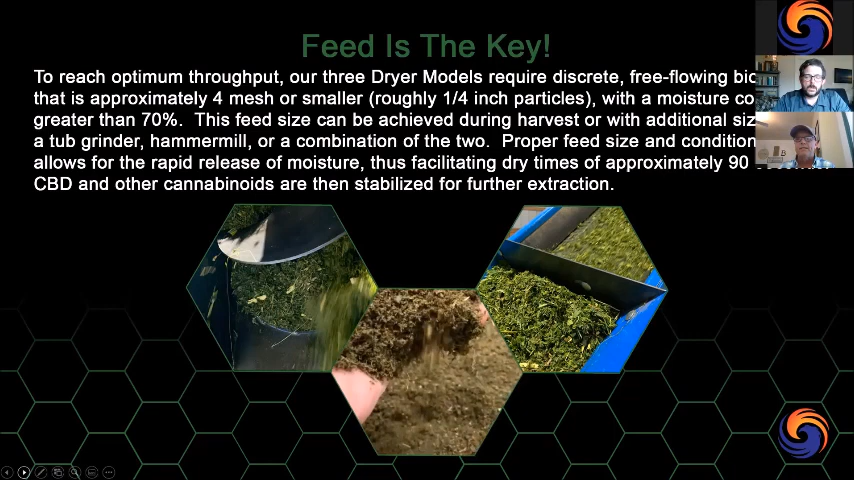 Feed Is The Key!
To reach optimum throughput, our three Dryer Models require discrete, free-flowing
that is approximately 4 mesh or smaller (roughly 1/4 inch particles), with a moisture
greater than 70%. This feed size can be achieved during harvest or with additional
a tub grinder, hammermill, or a combination of the two. Proper feed size and
allows for the rapid release of moisture, thus facilitating dry times of approximately 90
CBD and other cannabinoids are then stabilized for further extraction.